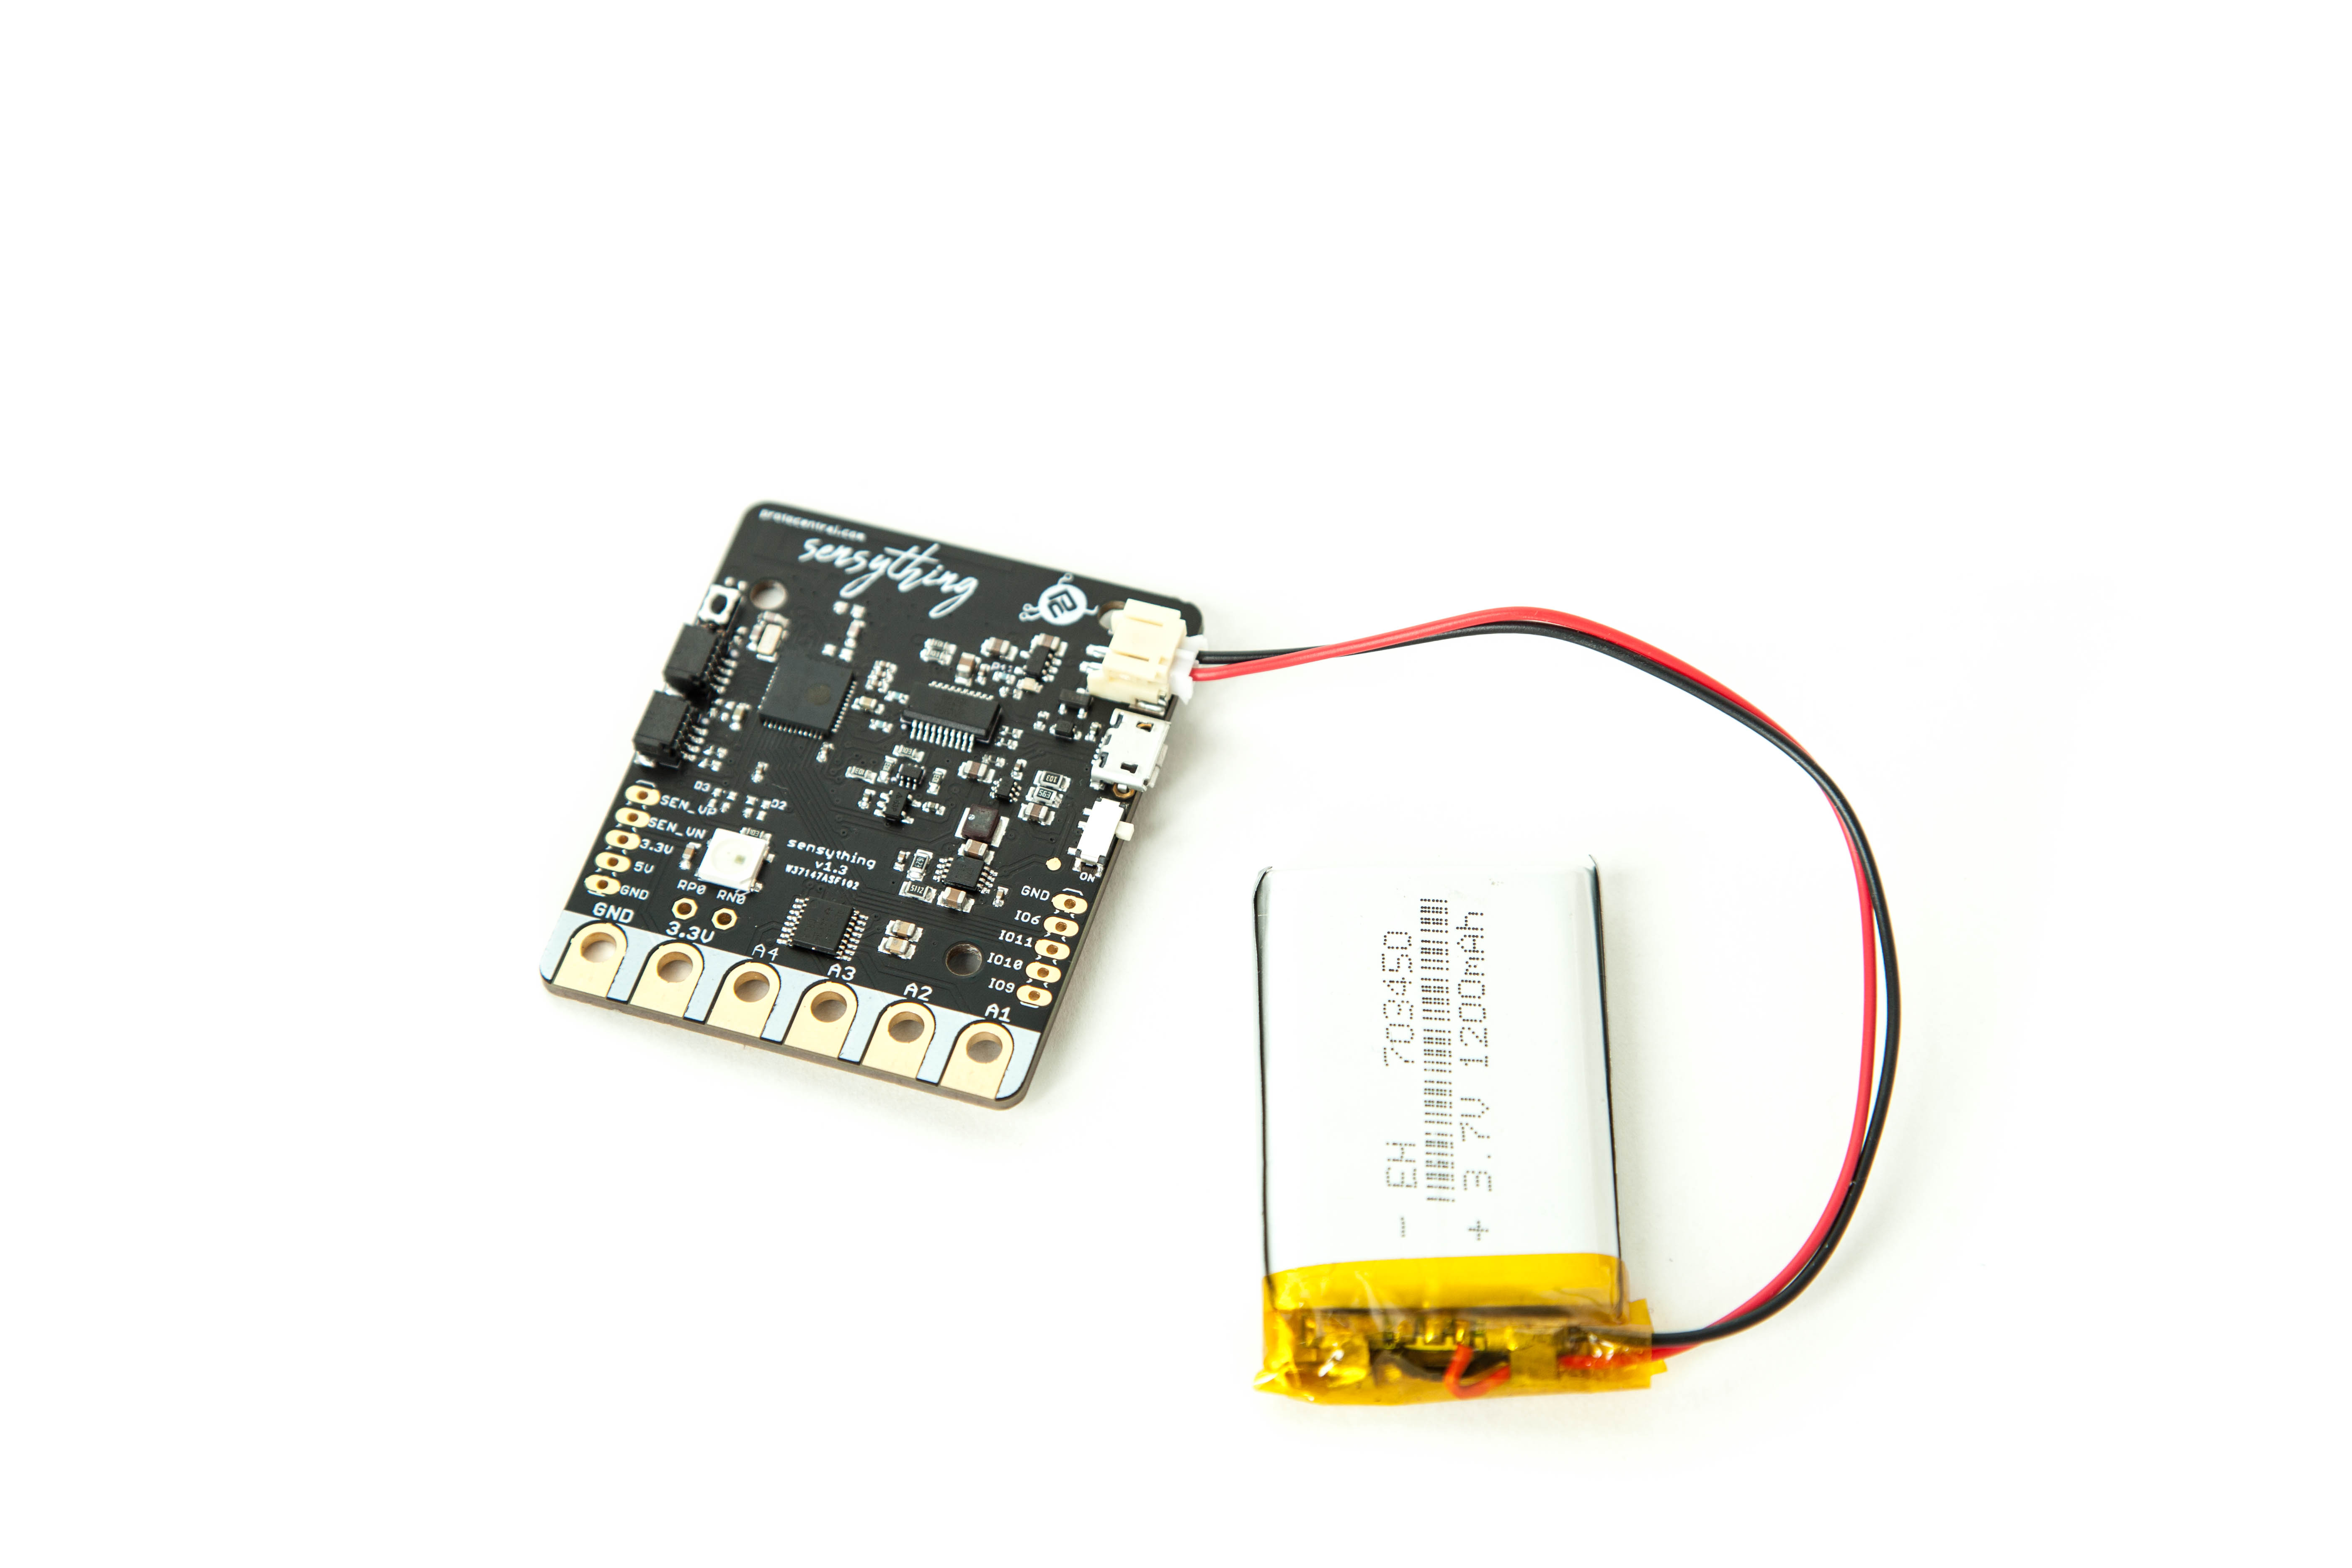 protocentral.com
sensything
D3
D2
SEN_VP
SEN_VN
3.3V
5V
GND
RP0
RN0
sensything
v1.3
ON
GND
IO6
IO11
IO10
IO9
GND
3.3V
A4
A3
A2
A1
- EH 703450
+ 3.7V 1200mAh